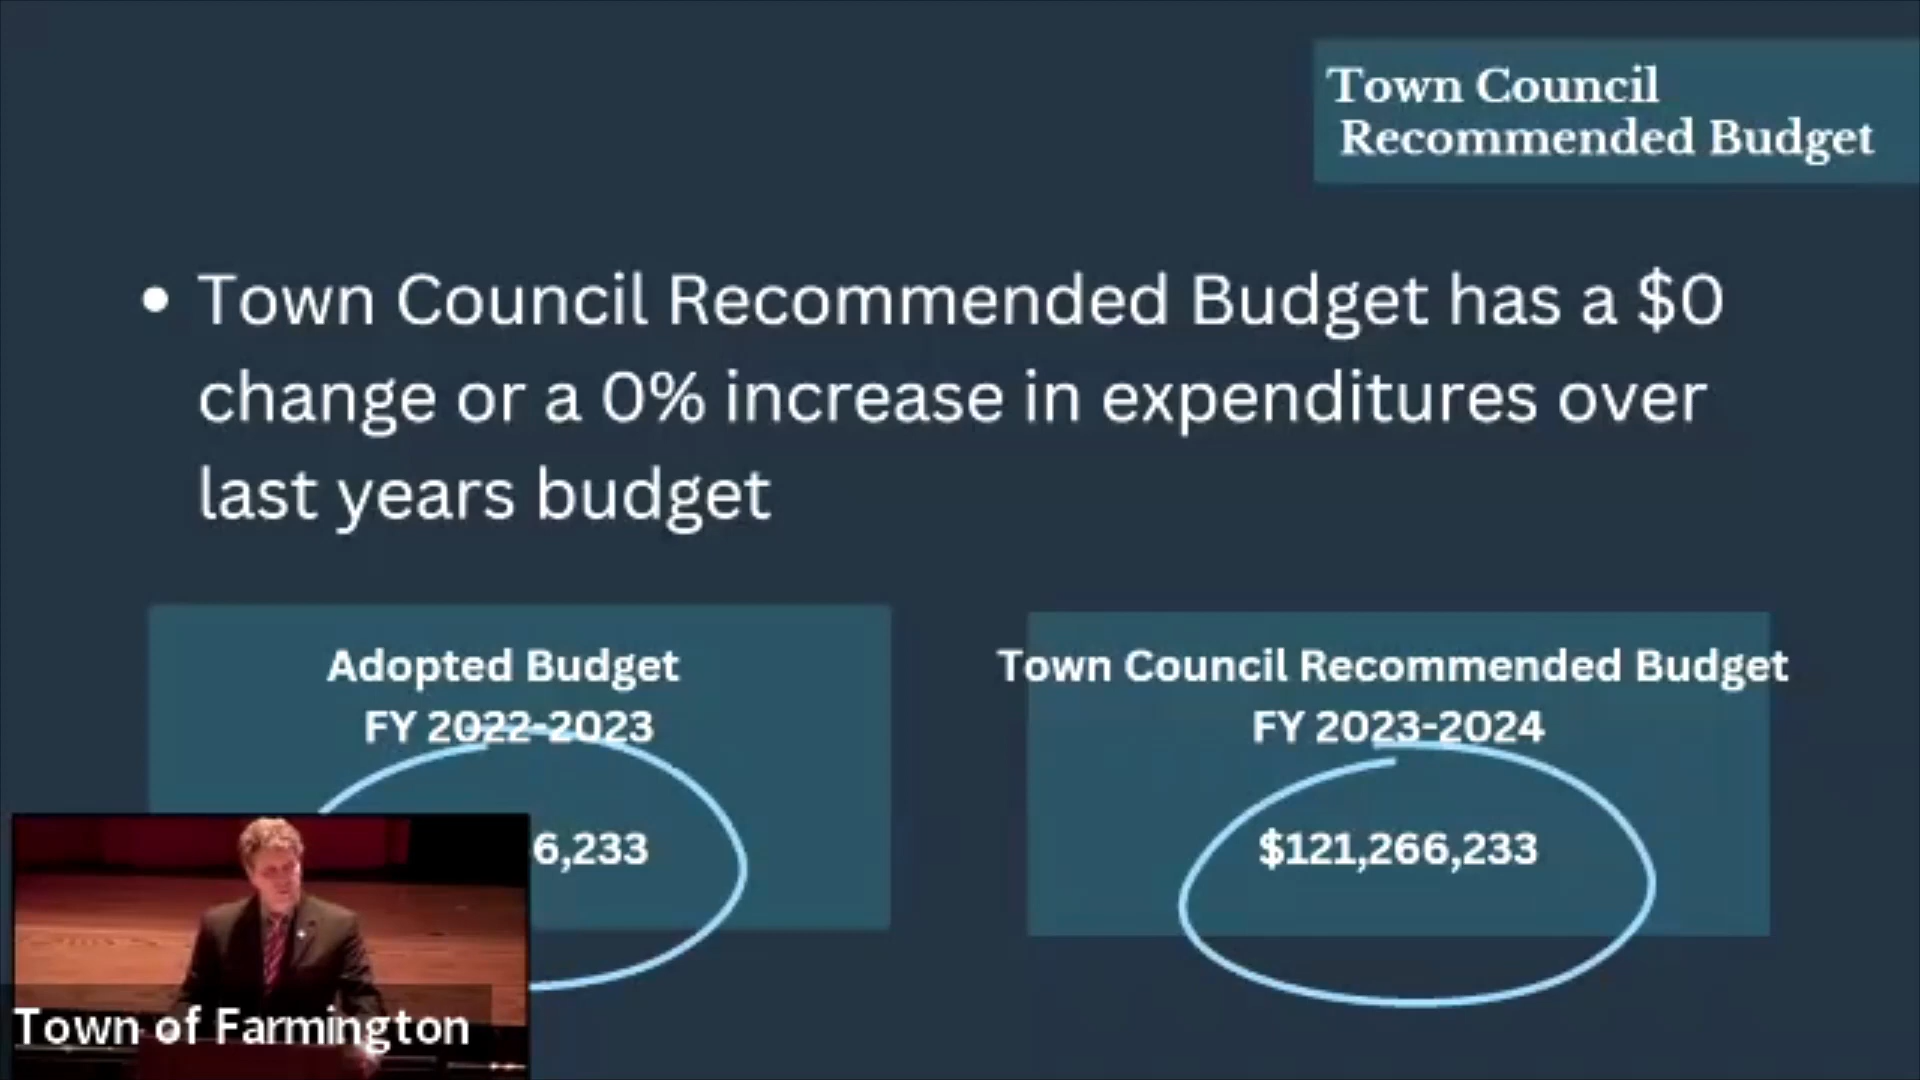 Town Council
Recommended Budget
• Town Council Recommended Budget has a $0
change or a 0% increase in expenditures over
last years budget
Adopted Budget
FY 2022-2023
6,233
Town Council Recommended Budget
FY 2023-2024
$121,266,233
Town of Farmington